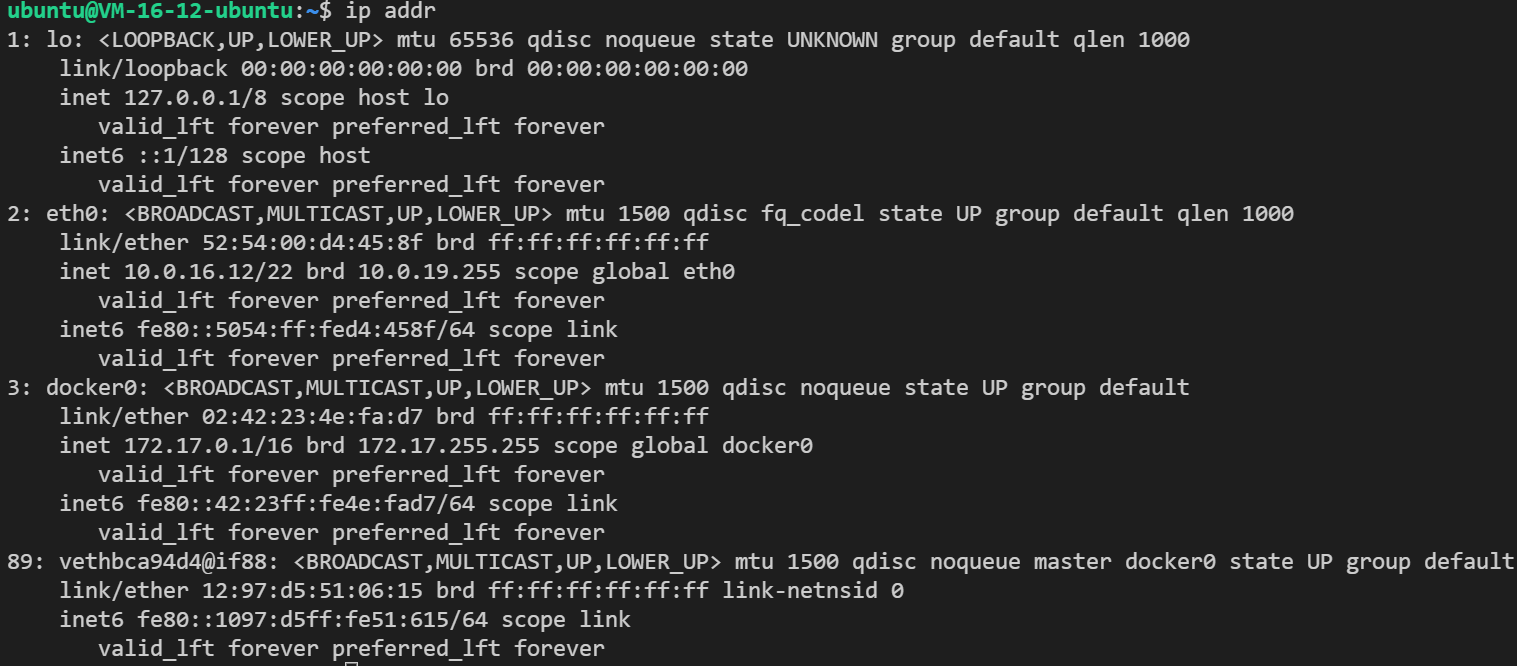 ubuntu@VM-16-12-ubuntu:~$ ip addr
1: lo: <LOOPBACK,UP,LOWER_UP> mtu 65536 qdisc noqueue state UNKNOWN group default qlen 1000
    link/loopback 00:00:00:00:00:00 brd 00:00:00:00:00:00
    inet 127.0.0.1/8 scope host lo
       valid_lft forever preferred_lft forever
    inet6 ::1/128 scope host
       valid_lft forever preferred_lft forever
2: eth0: <BROADCAST,MULTICAST,UP,LOWER_UP> mtu 1500 qdisc fq_codel state UP group default qlen 1000
    link/ether 52:54:00:d4:45:8f brd ff:ff:ff:ff:ff:ff
    inet 10.0.16.12/22 brd 10.0.19.255 scope global eth0
       valid_lft forever preferred_lft forever
    inet6 fe80::5054:ff:fed4:458f/64 scope link
       valid_lft forever preferred_lft forever
3: docker0: <BROADCAST,MULTICAST,UP,LOWER_UP> mtu 1500 qdisc noqueue state UP group default
    link/ether 02:42:23:4e:fa:d7 brd ff:ff:ff:ff:ff:ff
    inet 172.17.0.1/16 brd 172.17.255.255 scope global docker0
       valid_lft forever preferred_lft forever
    inet6 fe80::42:23ff:fe4e:fad7/64 scope link
       valid_lft forever preferred_lft forever
89: vethbca94d4@if88: <BROADCAST,MULTICAST,UP,LOWER_UP> mtu 1500 qdisc noqueue master docker0 state UP group default
    link/ether 12:97:d5:51:06:15 brd ff:ff:ff:ff:ff:ff link-netnsid 0
    inet6 fe80::1097:d5ff:fe51:615/64 scope link
       valid_lft forever preferred_lft forever